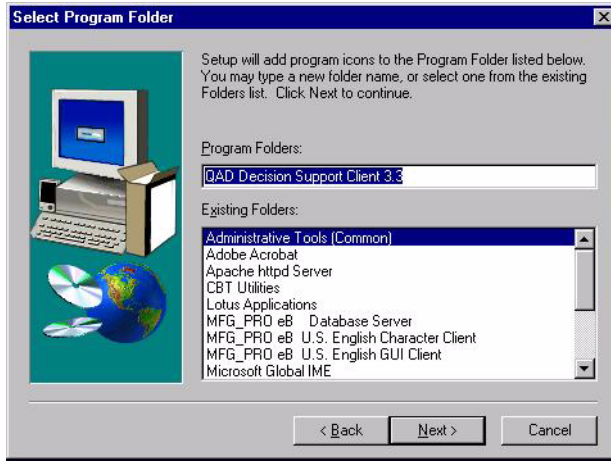 Select Program Folder
Setup will add program icons to the Program Folder listed below.
You may type a new folder name, or select one from the existing
Folders list. Click Next to continue.
Program Folders:
QAD Decision Support Client 3.3
Existing Folders:
Administrative Tools (Common)
Adobe Acrobat
Apache httpd Server
CBT Utilities
Lotus Applications
MFG_PRO eB   Database Server
MFG_PRO eB  U.S. English Character Client
MFG_PRO eB  U.S. English GUI Client
Microsoft Global IME
< Back
Next >
Cancel